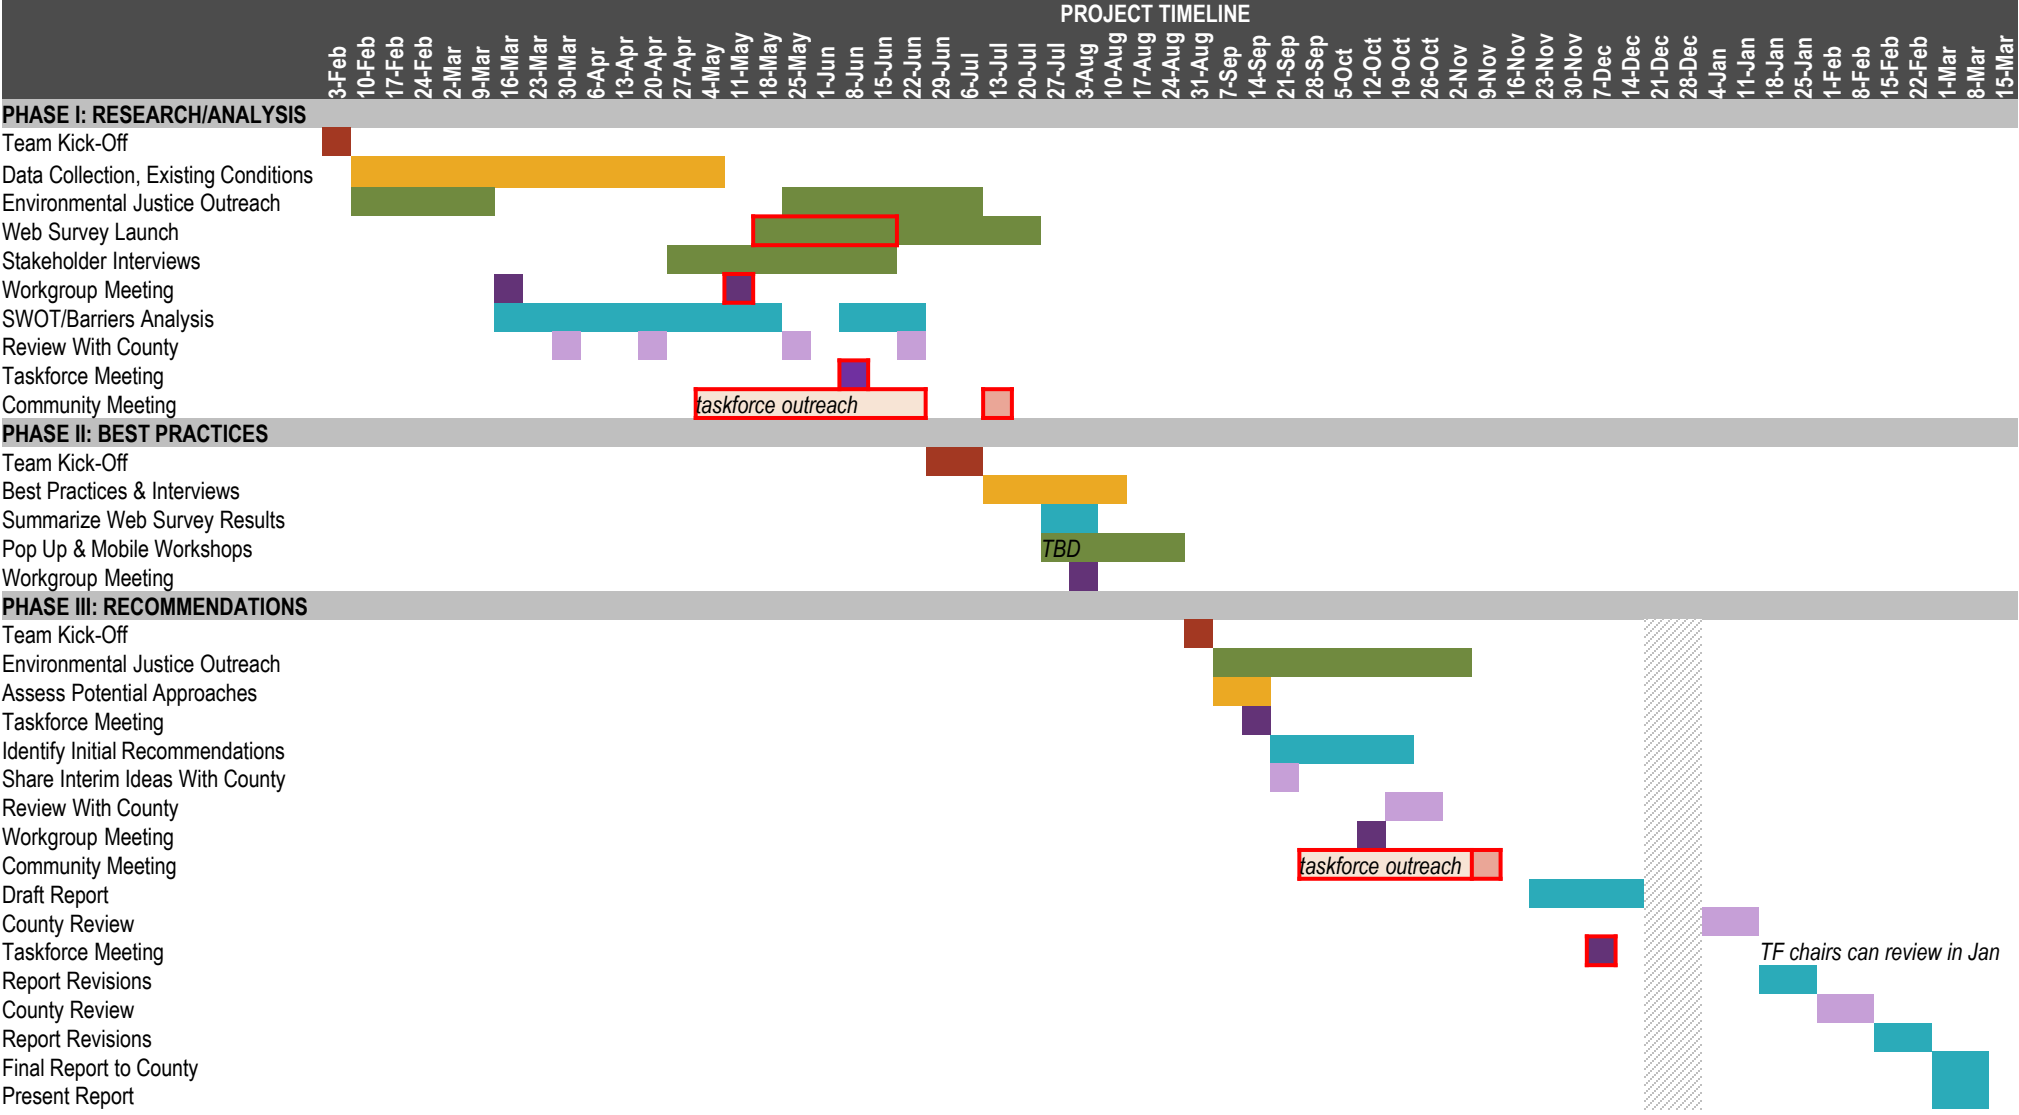 PROJECT TIMELINE
3-Feb 10-Feb 17-Feb 24-Feb 2-Mar 9-Mar 16-Mar 23-Mar 30-Mar 6-Apr 13-Apr 20-Apr 27-Apr 4-May 11-May 18-May 25-May 1-Jun 8-Jun 15-Jun 22-Jun 29-Jun 6-Jul 13-Jul 20-Jul 27-Jul 3-Aug 10-Aug 17-Aug 24-Aug 31-Aug 7-Sep 14-Sep 21-Sep 28-Sep 5-Oct 12-Oct 19-Oct 26-Oct 2-Nov 9-Nov 16-Nov 23-Nov 30-Nov 7-Dec 14-Dec 21-Dec 28-Dec 4-Jan 11-Jan 18-Jan 25-Jan 1-Feb 8-Feb 15-Feb 22-Feb 1-Mar 8-Mar 15-Mar
PHASE I: RESEARCH/ANALYSIS
Team Kick-Off
Data Collection, Existing Conditions
Environmental Justice Outreach
Web Survey Launch
Stakeholder Interviews
Workgroup Meeting
SWOT/Barriers Analysis
Review With County
Taskforce Meeting
Community Meeting taskforce outreach
PHASE II: BEST PRACTICES
Team Kick-Off
Best Practices & Interviews
Summarize Web Survey Results
Pop Up & Mobile Workshops TBD
Workgroup Meeting
PHASE III: RECOMMENDATIONS
Team Kick-Off
Environmental Justice Outreach
Assess Potential Approaches
Taskforce Meeting
Identify Initial Recommendations
Share Interim Ideas With County
Review With County
Workgroup Meeting
Community Meeting taskforce outreach
Draft Report
County Review
Taskforce Meeting TF chairs can review in Jan
Report Revisions
County Review
Report Revisions
Final Report to County
Present Report